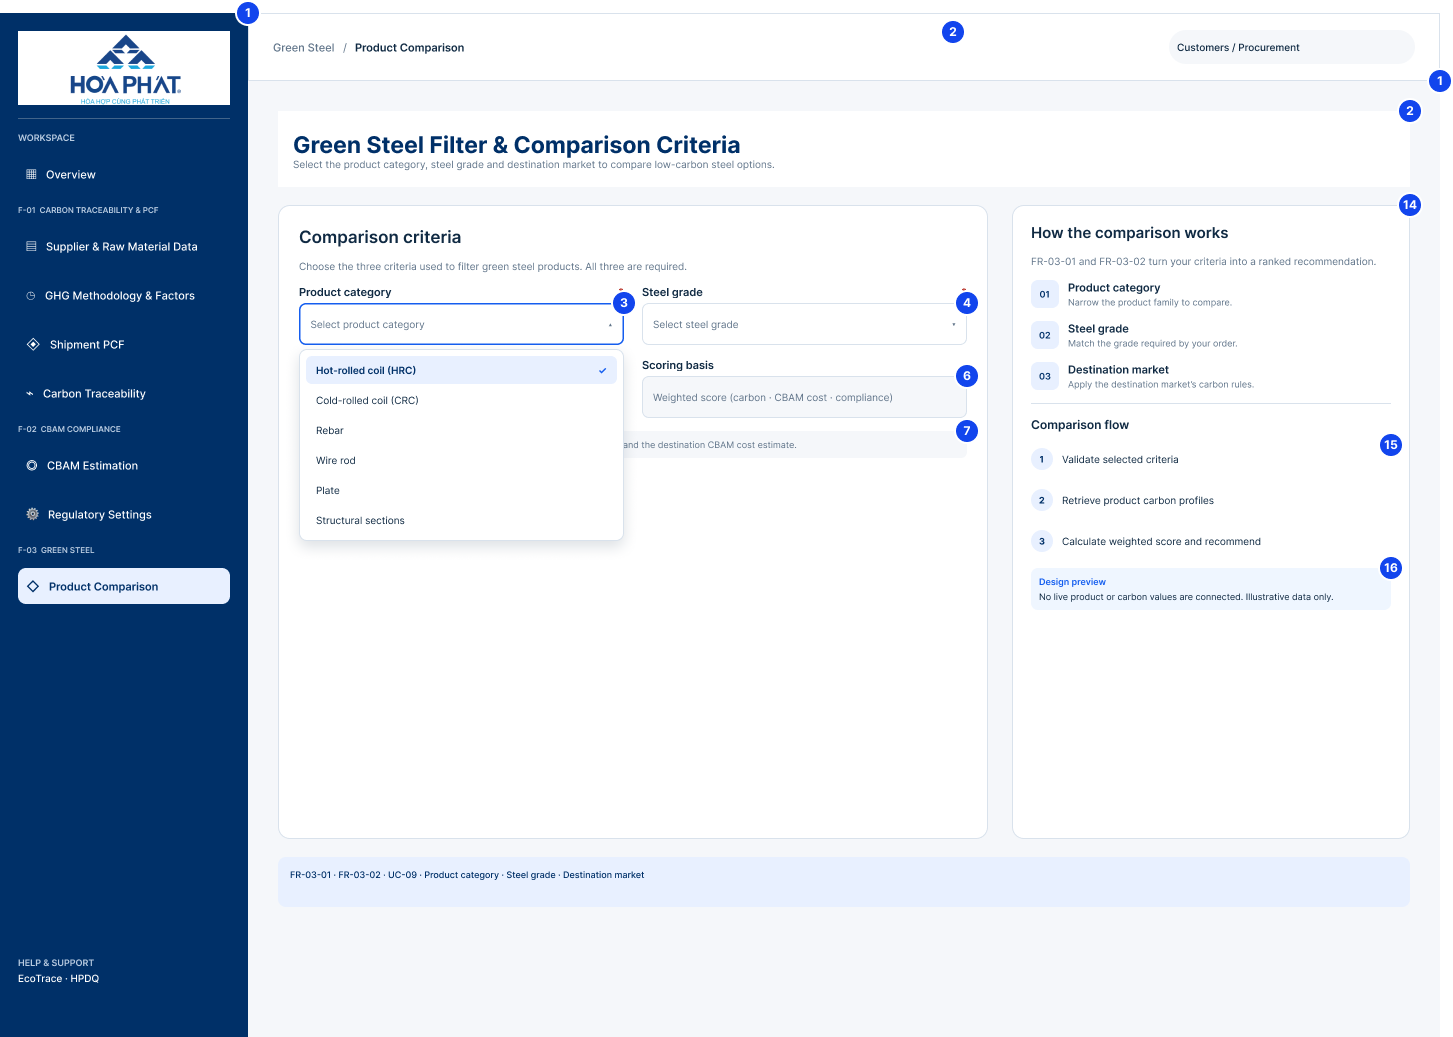 1
HÒA PHÁT
HÒA HỢP CÙNG PHÁT TRIỂN
WORKSPACE
Overview
F-01 CARBON TRACEABILITY & PCF
Supplier & Raw Material Data
GHG Methodology & Factors
Shipment PCF
Carbon Traceability
F-02 CBAM COMPLIANCE
CBAM Estimation
Regulatory Settings
F-03 GREEN STEEL
Product Comparison
HELP & SUPPORT
EcoTrace · HPDQ
Green Steel / Product Comparison
2
Customers / Procurement
1
2
Green Steel Filter & Comparison Criteria
Select the product category, steel grade and destination market to compare low-carbon steel options.
Comparison criteria
Choose the three criteria used to filter green steel products. All three are required.
Product category
3
Select product category
Hot-rolled coil (HRC)
Cold-rolled coil (CRC)
Rebar
Wire rod
Plate
Structural sections
Steel grade
4
Select steel grade
Scoring basis
6
Weighted score (carbon · CBAM cost · compliance)
7
and the destination CBAM cost estimate.
14
How the comparison works
FR-03-01 and FR-03-02 turn your criteria into a ranked recommendation.
01 Product category
Narrow the product family to compare.
02 Steel grade
Match the grade required by your order.
03 Destination market
Apply the destination market's carbon rules.
Comparison flow
15
1 Validate selected criteria
2 Retrieve product carbon profiles
3 Calculate weighted score and recommend
16
Design preview
No live product or carbon values are connected. Illustrative data only.
FR-03-01 · FR-03-02 · UC-09 · Product category · Steel grade · Destination market